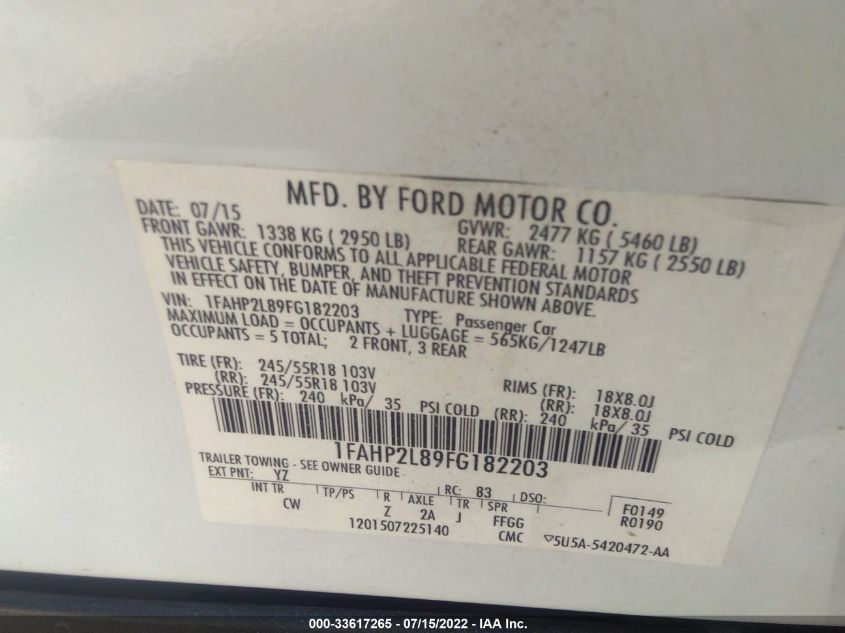 MFD. BY FORD MOTOR CO.
DATE: 07/15 GVWR: 2477 KG ( 5460 LB)
FRONT GAWR: 1338 KG ( 2950 LB) REAR GAWR: 1157 KG ( 2550 LB)
THIS VEHICLE CONFORMS TO ALL APPLICABLE FEDERAL MOTOR
VEHICLE SAFETY, BUMPER, AND THEFT PREVENTION STANDARDS
IN EFFECT ON THE DATE OF MANUFACTURE SHOWN ABOVE.
VIN: 1FAHP2L89FG182203 TYPE: Passenger Car
MAXIMUM LOAD = OCCUPANTS + LUGGAGE = 565KG/1247LB
OCCUPANTS = 5 TOTAL; 2 FRONT, 3 REAR
TIRE (FR): 245/55R18 103V RIMS (FR): 18X8.0J
(RR): 245/55R18 103V (RR): 18X8.0J
PRESSURE (FR): 240 kPa/ 35 PSI COLD (RR): 240 kPa/ 35 PSI COLD
1FAHP2L89FG182203
TRAILER TOWING - SEE OWNER GUIDE
EXT PNT: YZ RC: 83 DSO: F0149
INT TR TP/PS R AXLE TR SPR R0190
CW Z 2A J FFGG
1201507225140 CMC ▽5U5A-5420472-AA
000-33617265 - 07/15/2022 - IAA Inc.